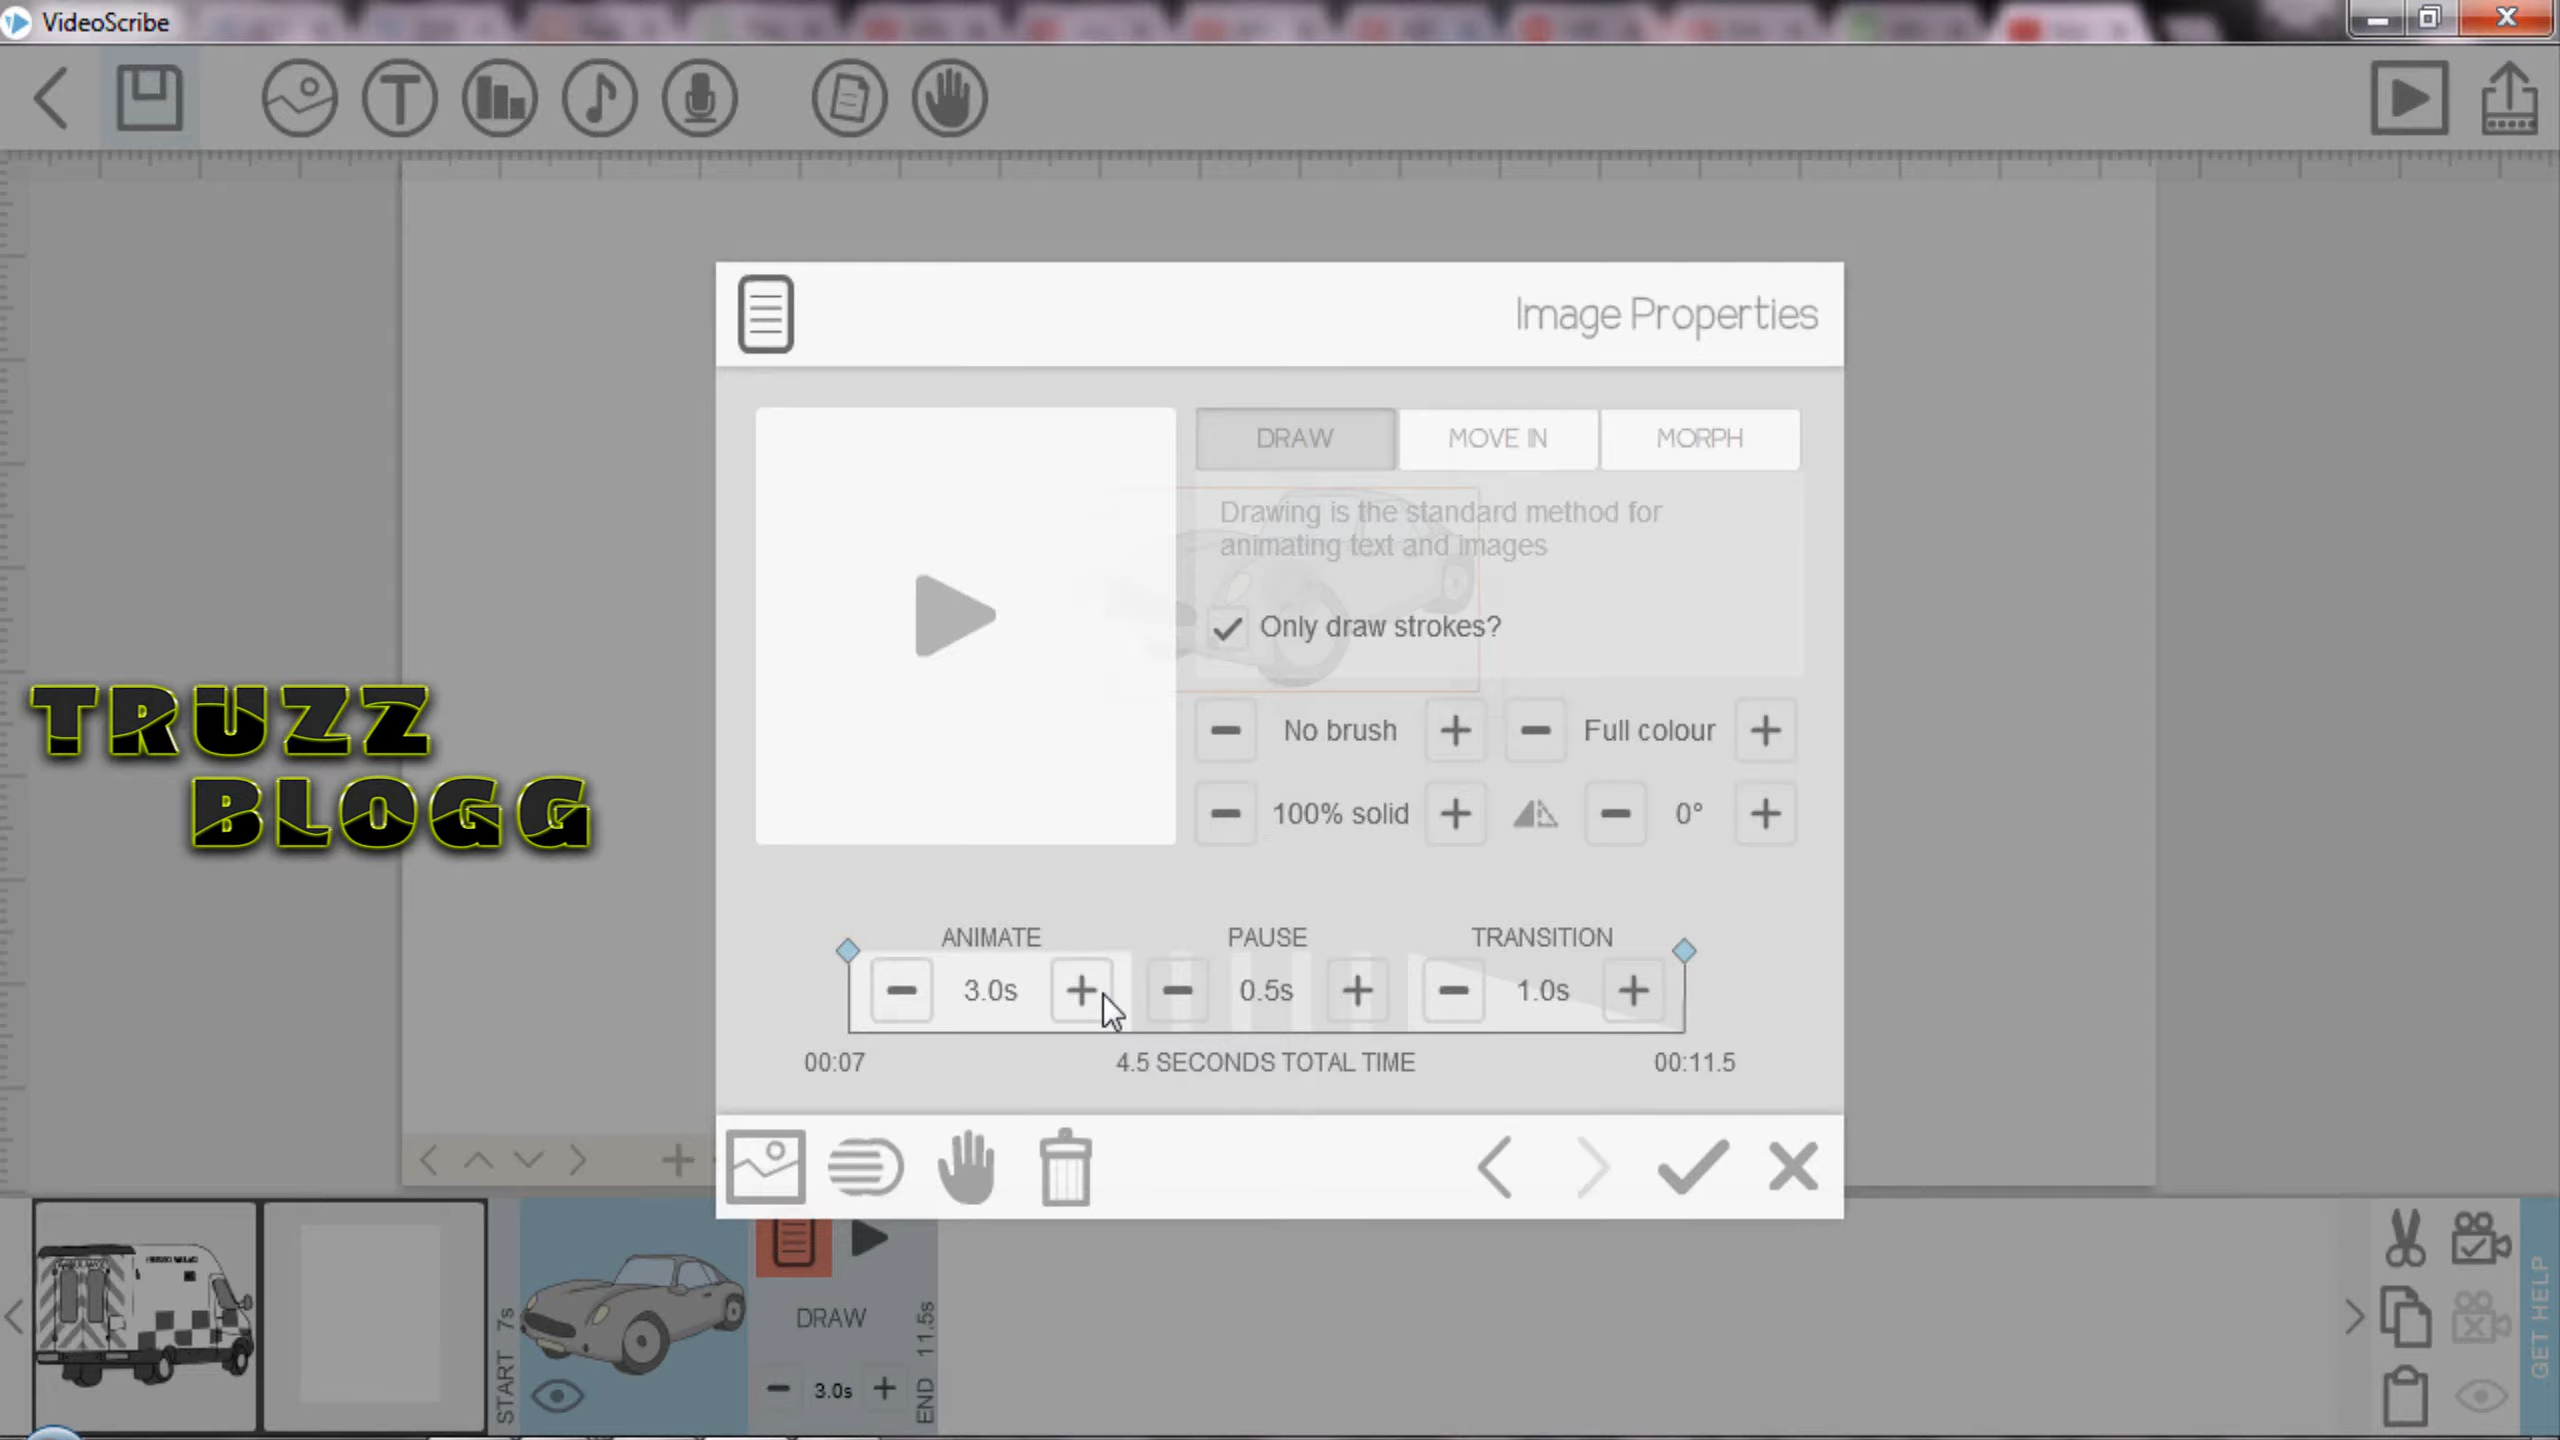 VideoScribe
Image Properties
DRAW
MOVE IN
MORPH
Drawing is the standard method for
animating text and images
Only draw strokes?
No brush
Full colour
100% solid
0°
TRUZZ
BLOGG
ANIMATE
PAUSE
TRANSITION
3.0s
0.5s
1.0s
00:07
4.5 SECONDS TOTAL TIME
00:11.5
START 7s
DRAW
3.0s
END 11.5s
GET HELP